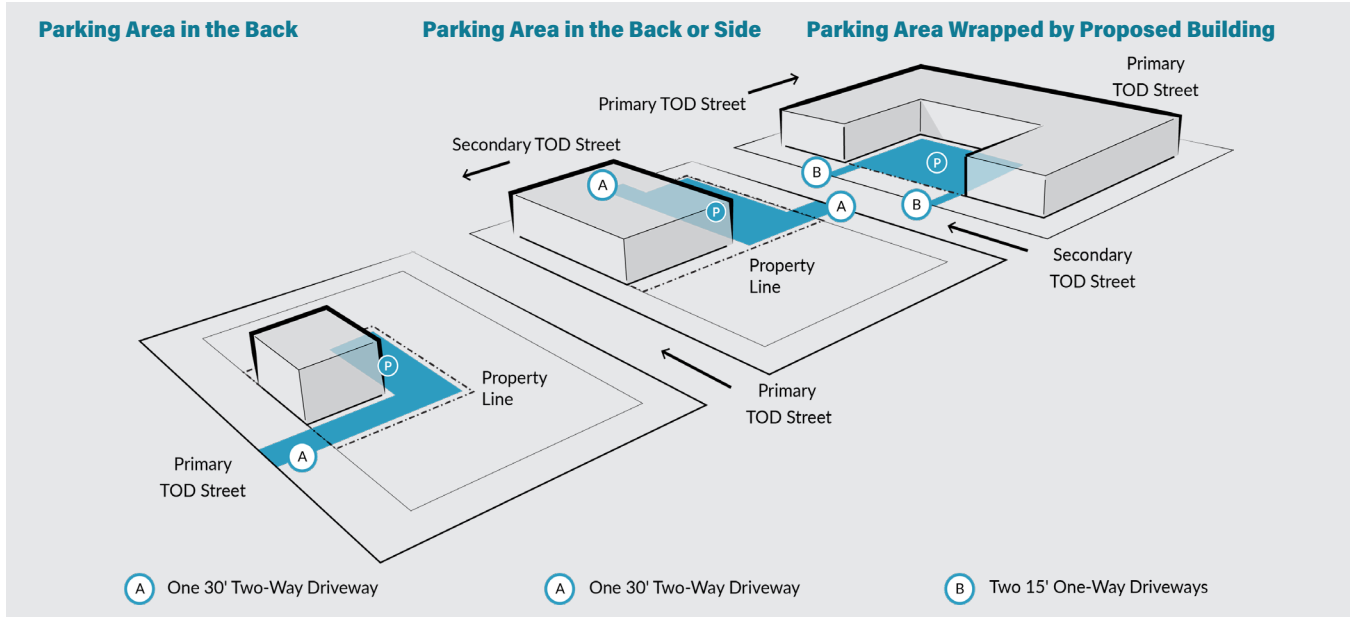 Parking Area in the Back
Parking Area in the Back or Side
Parking Area Wrapped by Proposed Building
Primary
TOD Street
Primary TOD Street
Secondary TOD Street
A
P
A
P
B
B
Property
Line
Secondary
TOD Street
P
Property
Line
Primary
TOD Street
A
Primary
TOD Street
A One 30' Two-Way Driveway
A One 30' Two-Way Driveway
B Two 15' One-Way Driveways